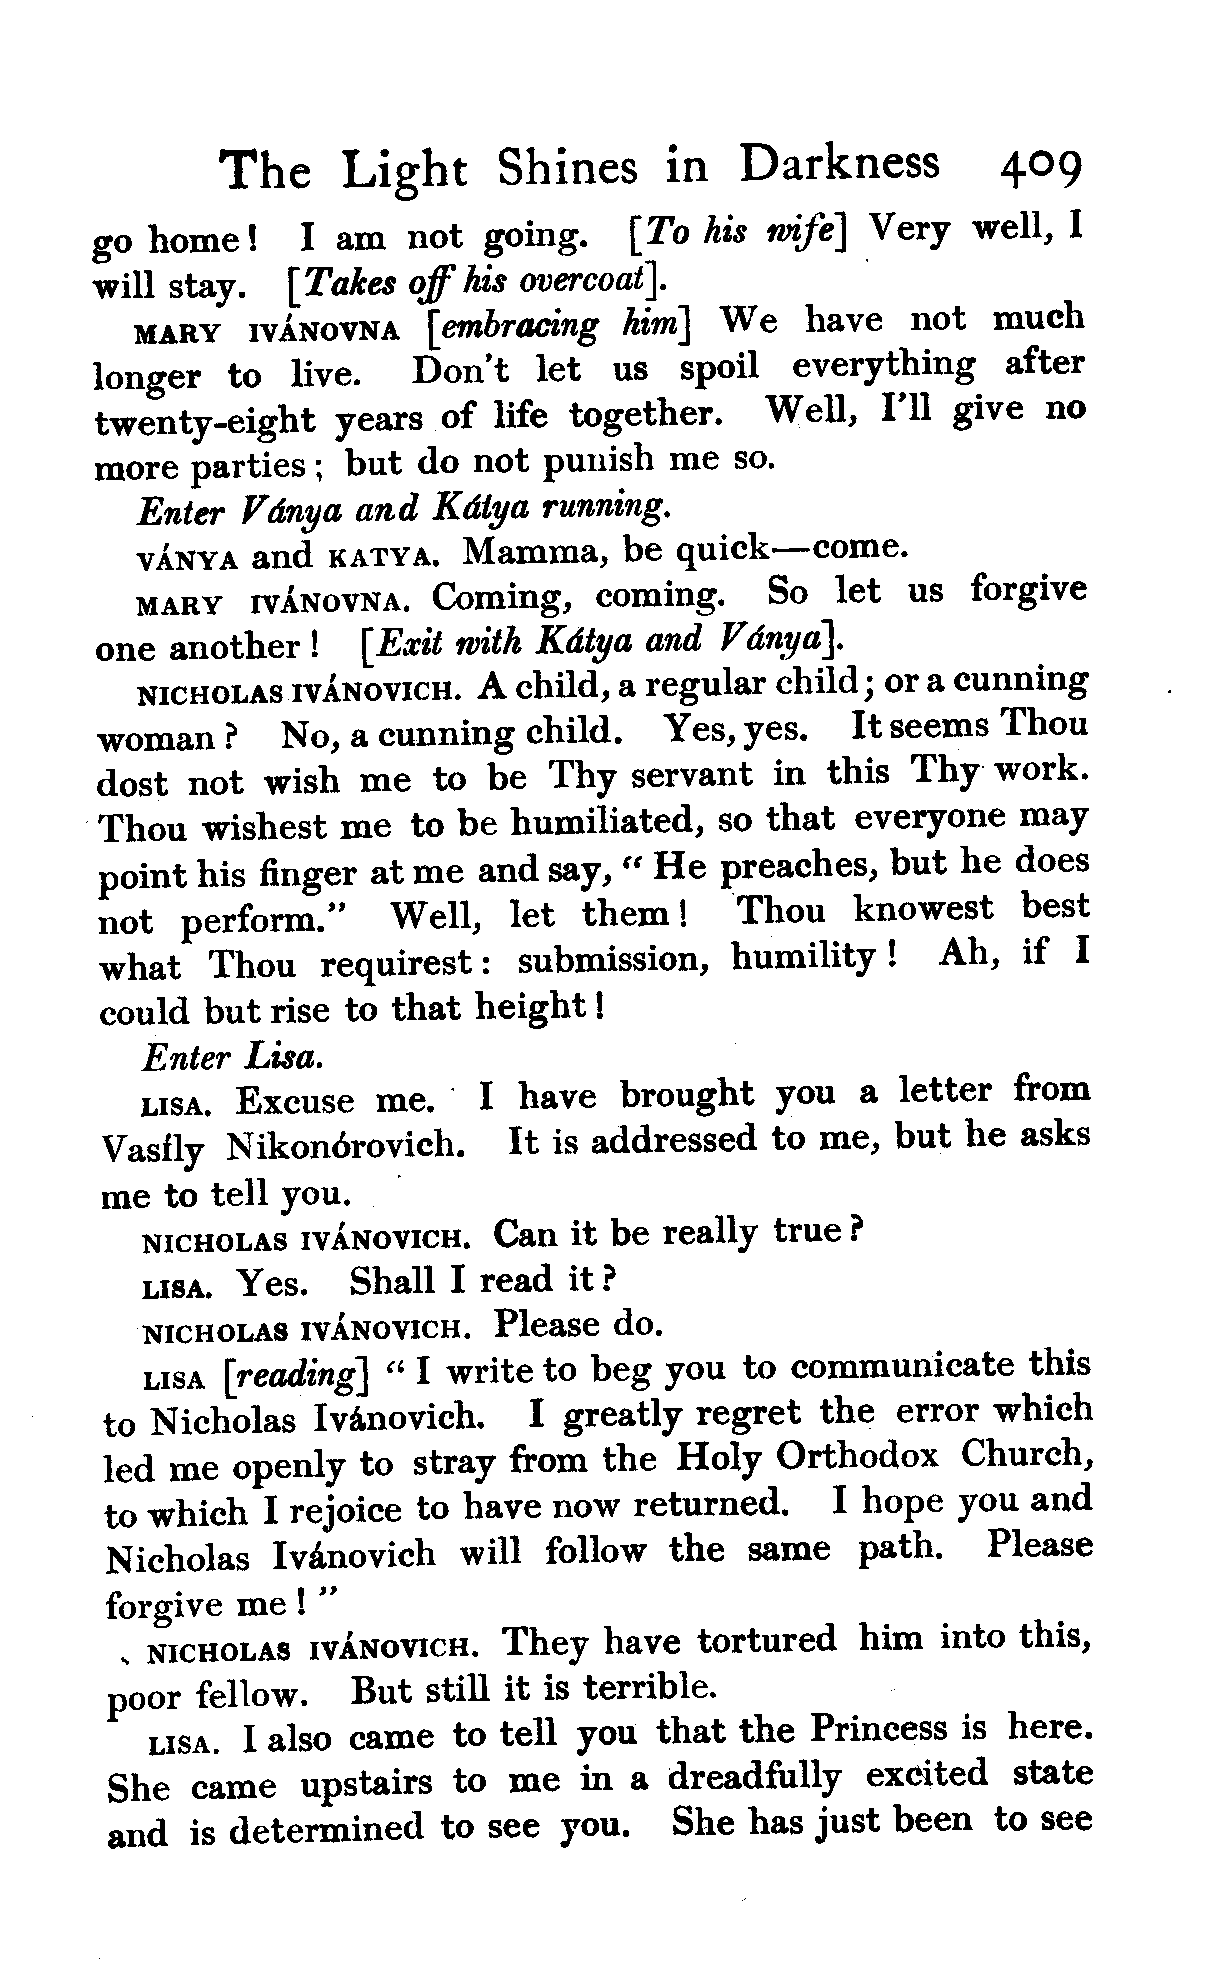 The Light Shines in Darkness 409
go home! I am not going. [To his wife] Very well, I
will stay. [Takes off his overcoat].
MARY IVÁNOVNA [embracing him] We have not much
longer to live. Don't let us spoil everything after
twenty-eight years of life together. Well, I'll give no
more parties; but do not punish me so.
Enter Ványa and Kátya running.
VÁNYA and KATYA. Mamma, be quick—come.
MARY IVÁNOVNA. Coming, coming. So let us forgive
one another! [Exit with Kátya and Ványa].
NICHOLAS IVÁNOVICH. A child, a regular child; or a cunning
woman? No, a cunning child. Yes, yes. It seems Thou
dost not wish me to be Thy servant in this Thy work.
Thou wishest me to be humiliated, so that everyone may
point his finger at me and say, "He preaches, but he does
not perform." Well, let them! Thou knowest best
what Thou requirest: submission, humility! Ah, if I
could but rise to that height!
Enter Lisa.
LISA. Excuse me. I have brought you a letter from
Vasíly Nikonórovich. It is addressed to me, but he asks
me to tell you.
NICHOLAS IVÁNOVICH. Can it be really true?
LISA. Yes. Shall I read it?
NICHOLAS IVÁNOVICH. Please do.
LISA [reading] "I write to beg you to communicate this
to Nicholas Ivánovich. I greatly regret the error which
led me openly to stray from the Holy Orthodox Church,
to which I rejoice to have now returned. I hope you and
Nicholas Ivánovich will follow the same path. Please
forgive me!"
NICHOLAS IVÁNOVICH. They have tortured him into this,
poor fellow. But still it is terrible.
LISA. I also came to tell you that the Princess is here.
She came upstairs to me in a dreadfully excited state
and is determined to see you. She has just been to see